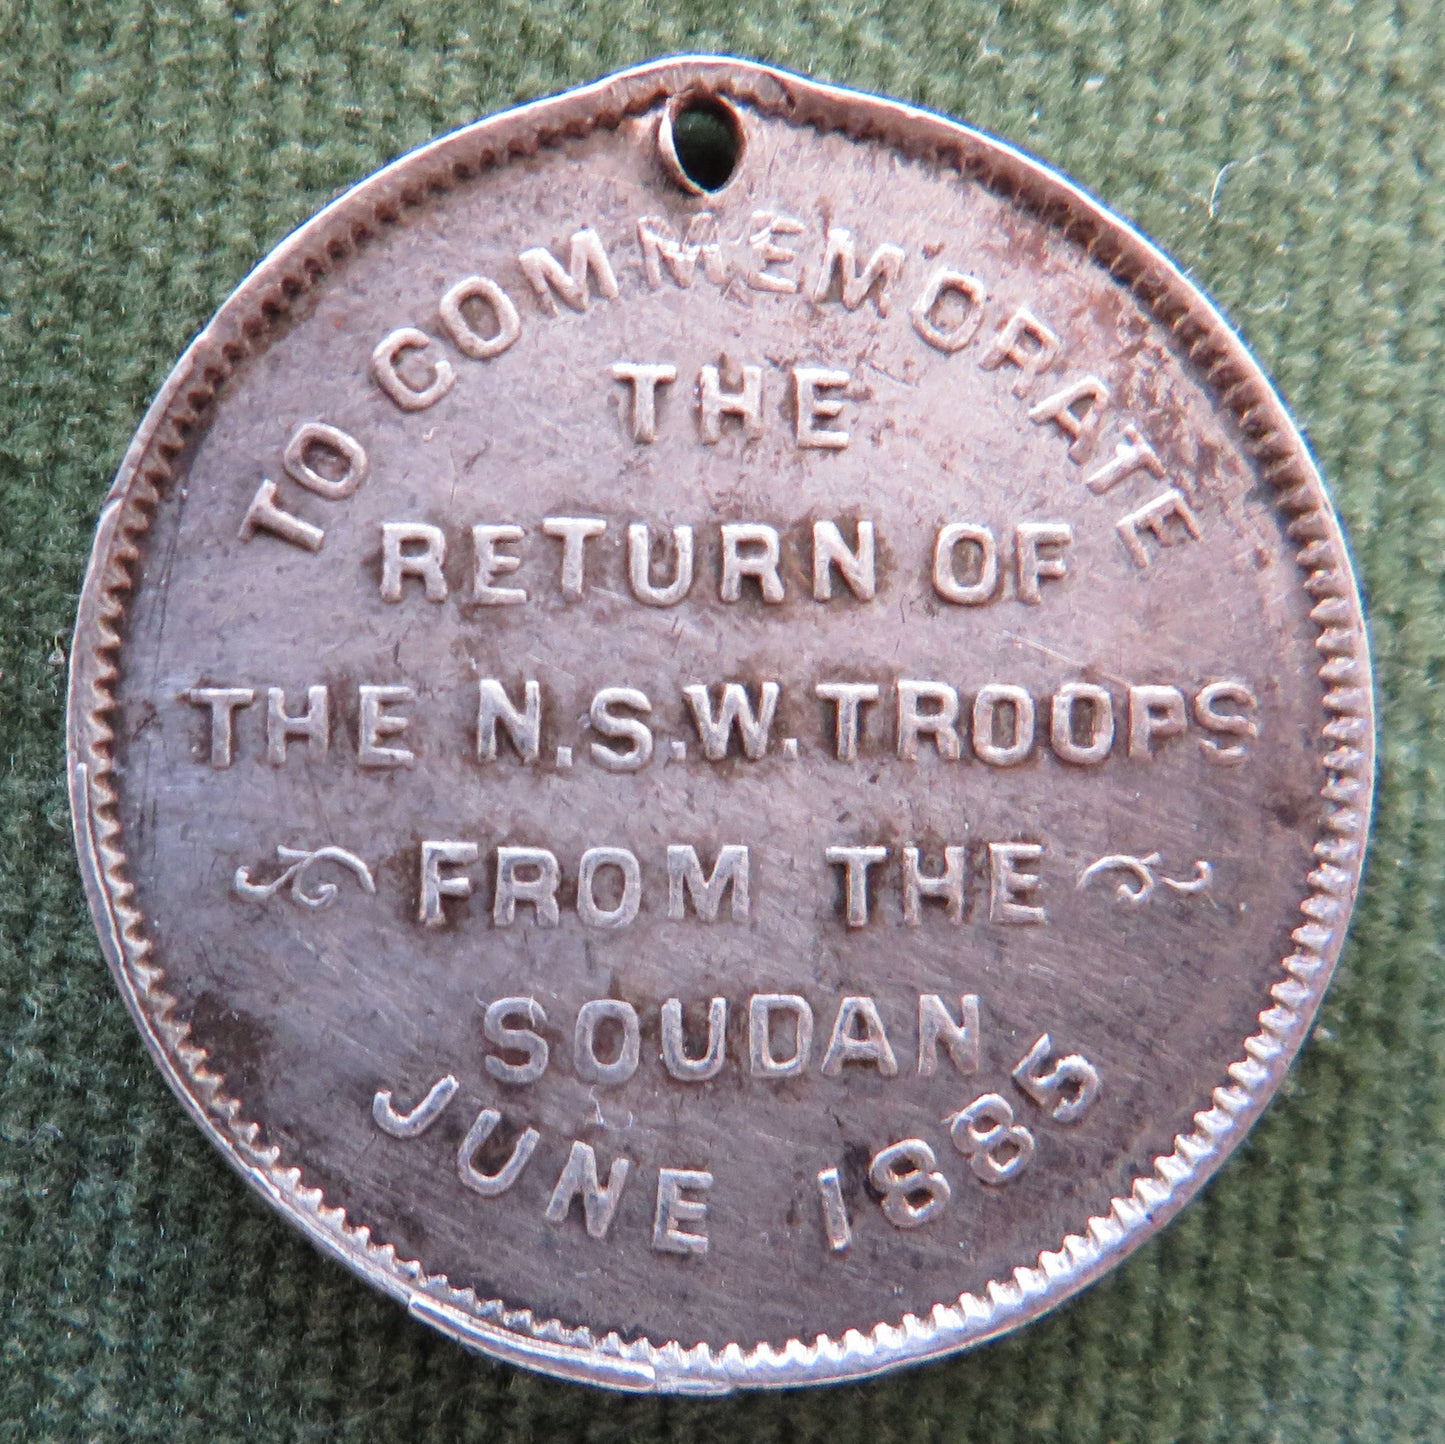 TO COMMEMORATE
THE
RETURN OF
THE N.S.W. TROOPS
FROM THE
SOUDAN
JUNE 1885